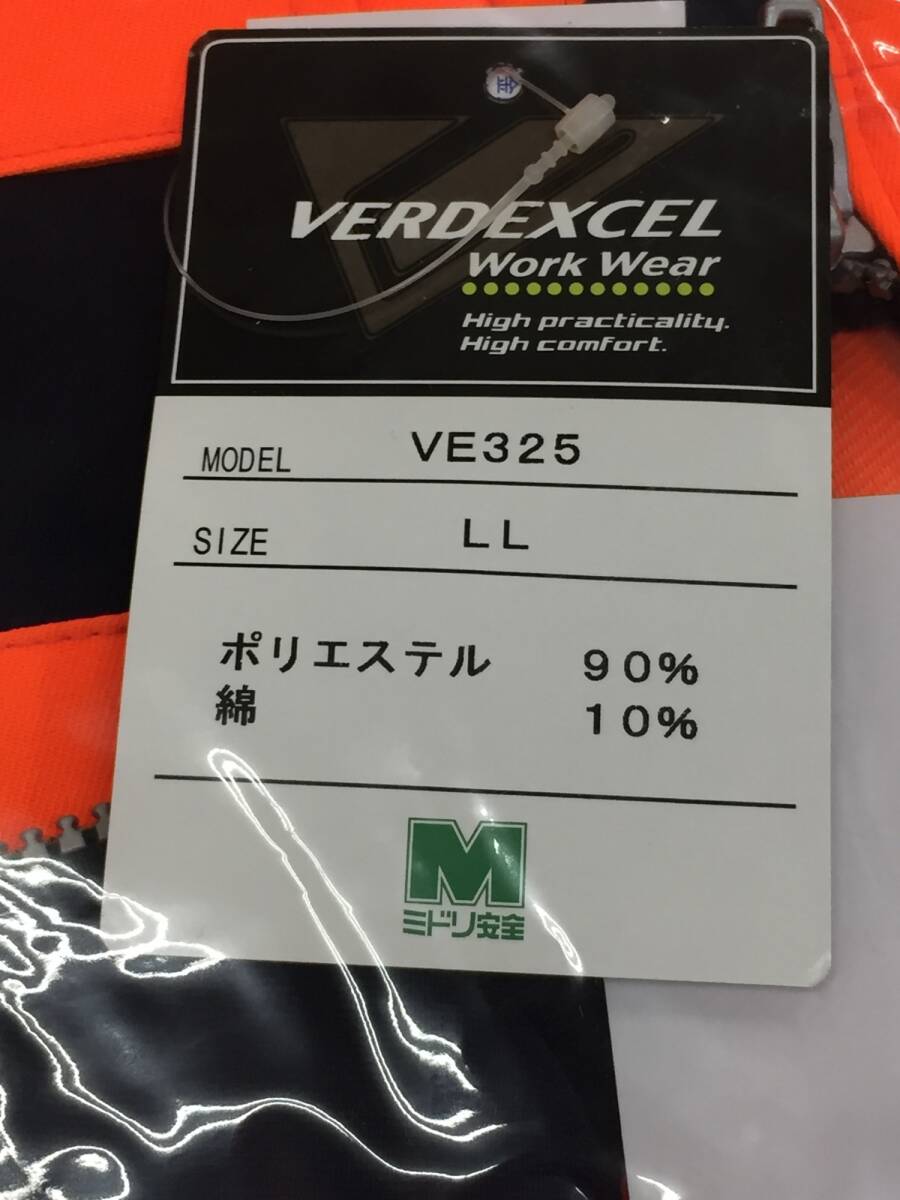 金
VERDEXCEL
Work Wear
High practicality.
High comfort.
MODEL VE325
SIZE LL
ポリエステル 90%
綿 10%
M
ミドリ安全